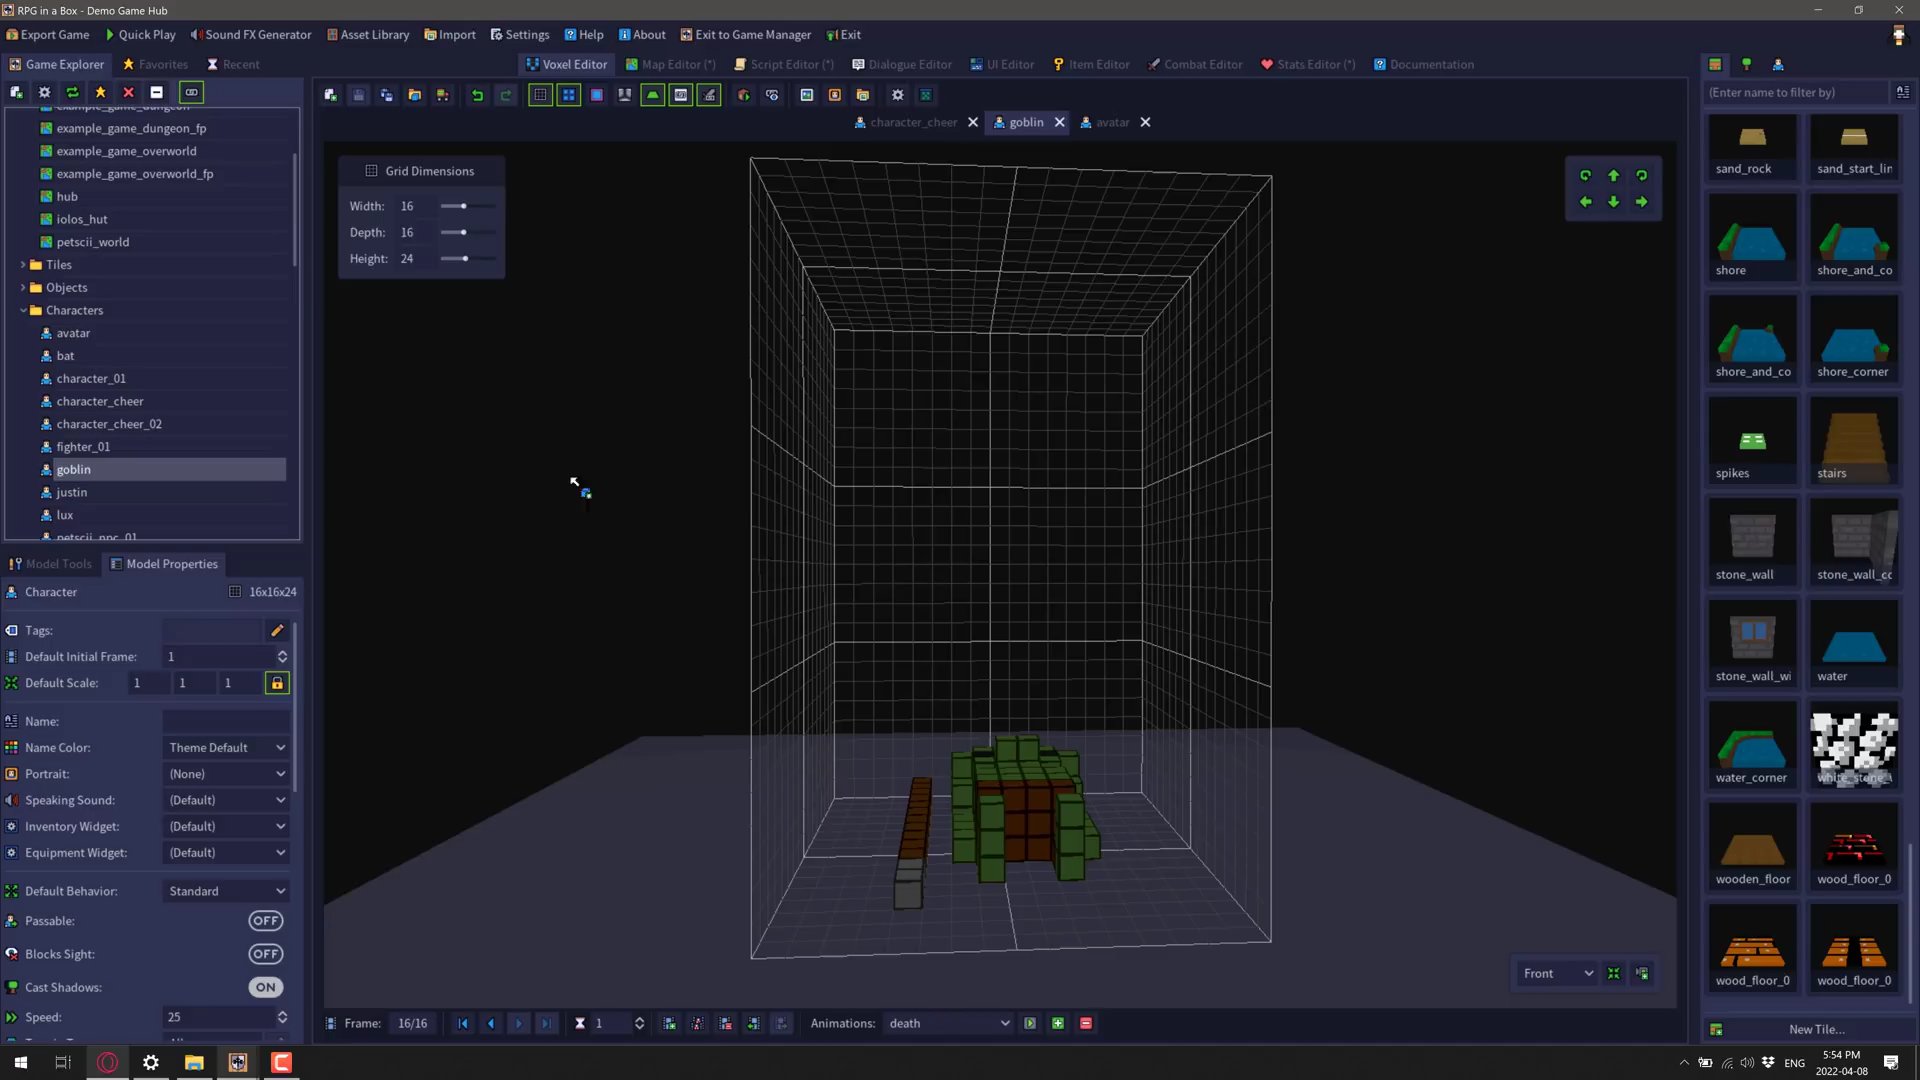 RPG in a Box - Demo Game Hub
Export Game Quick Play Sound FX Generator Asset Library Import Settings Help About Exit to Game Manager Exit
Game Explorer Favorites Recent
Voxel Editor Map Editor (*) Script Editor (*) Dialogue Editor UI Editor Item Editor Combat Editor Stats Editor (*) Documentation
(Enter name to filter by)
character_cheer goblin avatar
example_game_dungeon
example_game_dungeon_fp
example_game_overworld
example_game_overworld_fp
hub
iolos_hut
petscii_world
Tiles
Objects
Characters
avatar
bat
character_01
character_cheer
character_cheer_02
fighter_01
goblin
justin
lux
petscii_npc_01
Grid Dimensions
Width: 16
Depth: 16
Height: 24
Model Tools Model Properties
Character 16x16x24
Tags:
Default Initial Frame: 1
Default Scale: 1 1 1
Name:
Name Color: Theme Default
Portrait: (None)
Speaking Sound: (Default)
Inventory Widget: (Default)
Equipment Widget: (Default)
Default Behavior: Standard
Passable: OFF
Blocks Sight: OFF
Cast Shadows: ON
Speed: 25
Front
Frame: 16/16 1 Animations: death
sand_rock sand_start_lin
shore shore_and_co
shore_and_co shore_corner
spikes stairs
stone_wall stone_wall_cc
stone_wall_wi water
water_corner white_stone_
wooden_floor wood_floor_0
wood_floor_0 wood_floor_0
New Tile...
ENG
5:54 PM
2022-04-08